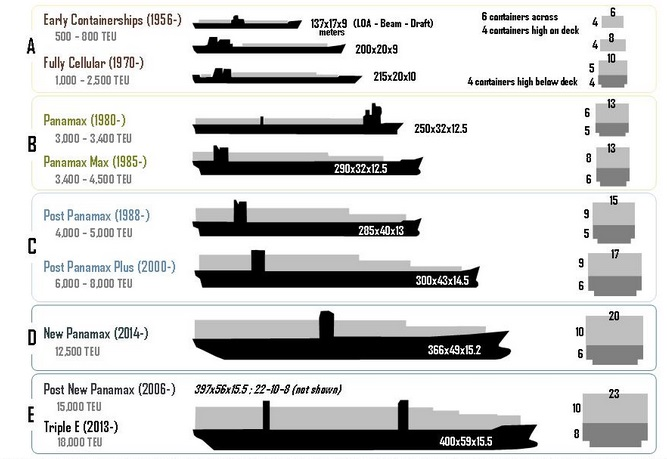 A
Early Containerships (1956-)
500 - 800 TEU
137x17x9 (LOA - Beam - Draft)
meters
200x20x9
6 containers across
4 containers high on deck
6
4
8
4
Fully Cellular (1970-)
1,000 - 2,500 TEU
215x20x10
4 containers high below deck
10
5
4
B
Panamax (1980-)
3,000 - 3,400 TEU
250x32x12.5
13
6
5
Panamax Max (1985-)
3,400 - 4,500 TEU
290x32x12.5
13
8
6
C
Post Panamax (1988-)
4,000 - 5,000 TEU
285x40x13
15
9
5
Post Panamax Plus (2000-)
6,000 - 8,000 TEU
300x43x14.5
17
9
6
D
New Panamax (2014-)
12,500 TEU
366x49x15.2
20
10
6
E
Post New Panamax (2006-)
15,000 TEU
397x56x15.5 ; 22-10-8 (not shown)
Triple E (2013-)
18,000 TEU
400x59x15.5
23
10
8